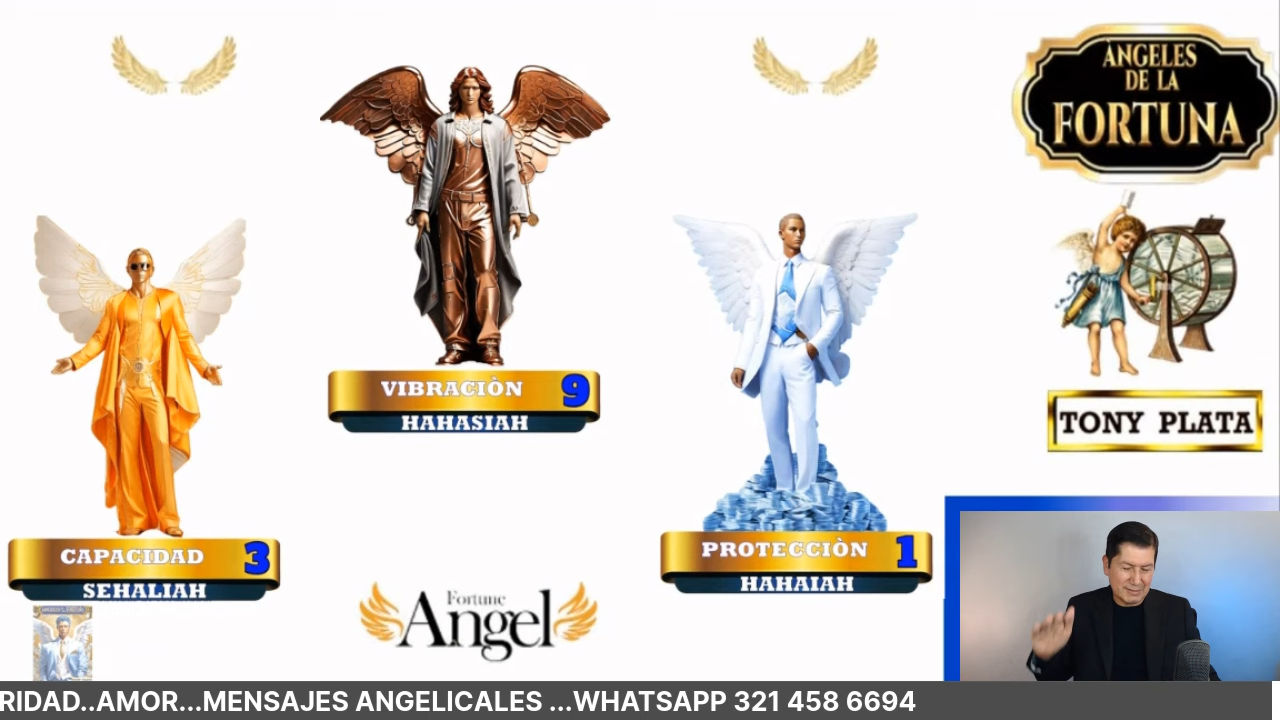 ÀNGELES
DE LA
FORTUNA
VIBRACIÒN 9
HAHASIAH
TONY PLATA
CAPACIDAD 3
SEHALIAH
PROTECCIÒN 1
HAHAIAH
Fortune
Angel
RIDAD..AMOR...MENSAJES ANGELICALES ...WHATSAPP 321 458 6694